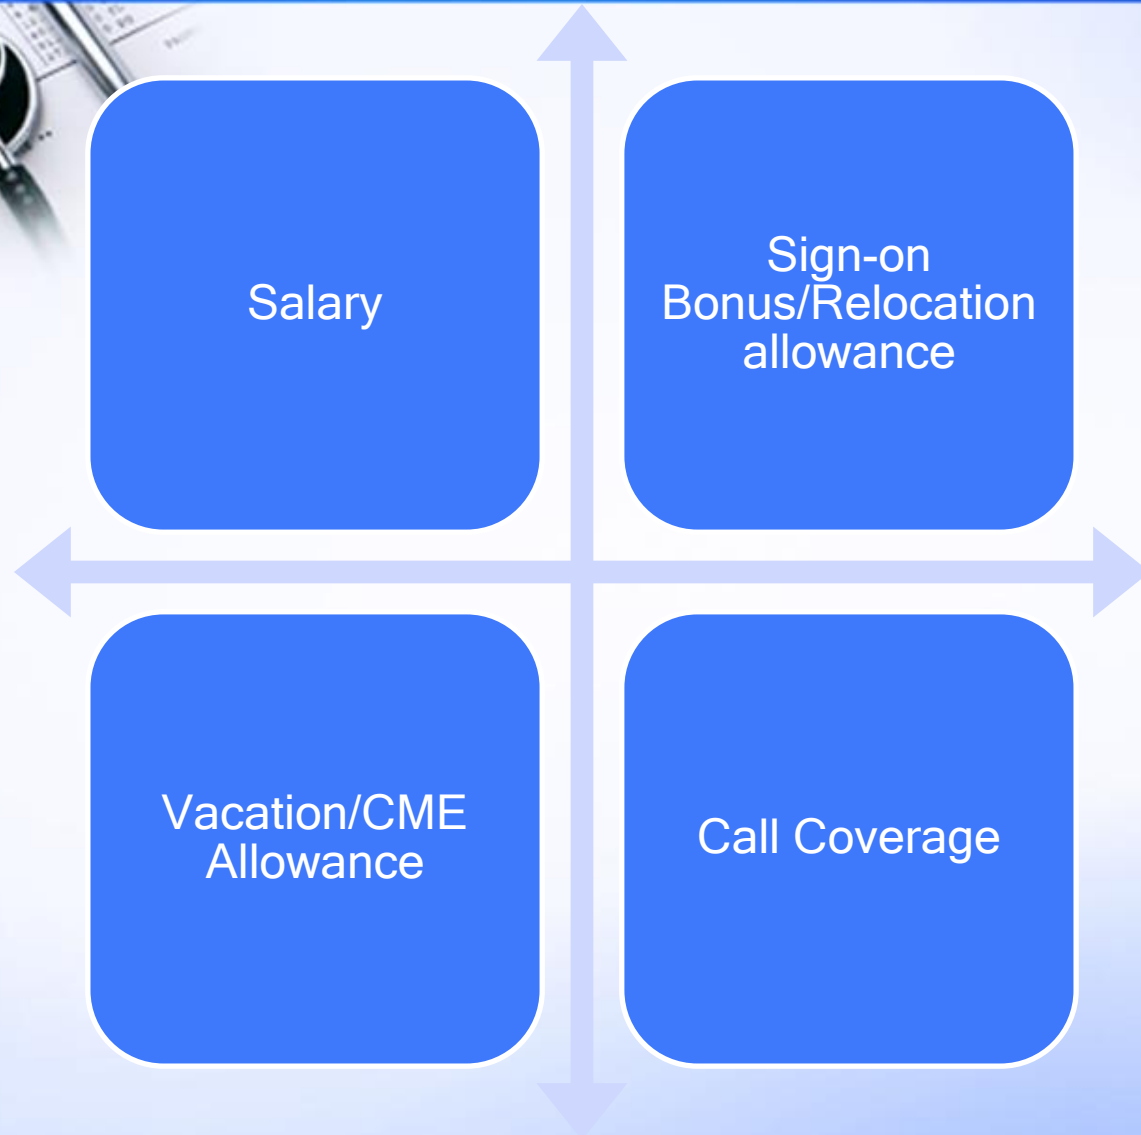 Salary
Sign-on
Bonus/Relocation
allowance
Vacation/CME
Allowance
Call Coverage